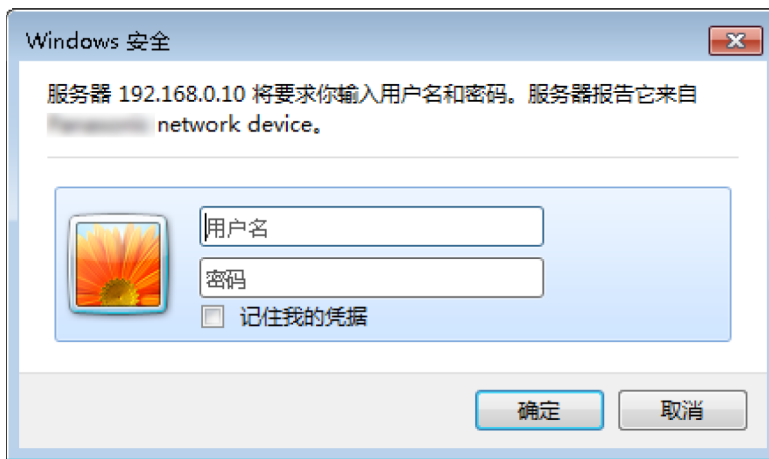 Windows 安全
服务器 192.168.0.10 将要求你输入用户名和密码。服务器报告它来自
network device。
用户名
密码
记住我的凭据
确定
取消